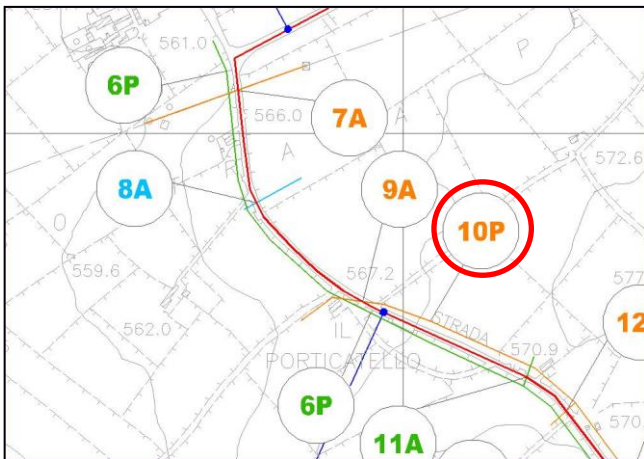 561.0
6P
566.0
7A
P
A
572.6
8A
A
9A
10P
O
559.6
567.2
577
562.0
IL
STRADA
12
PORTICATELLO
570.9
6P
11A
570.